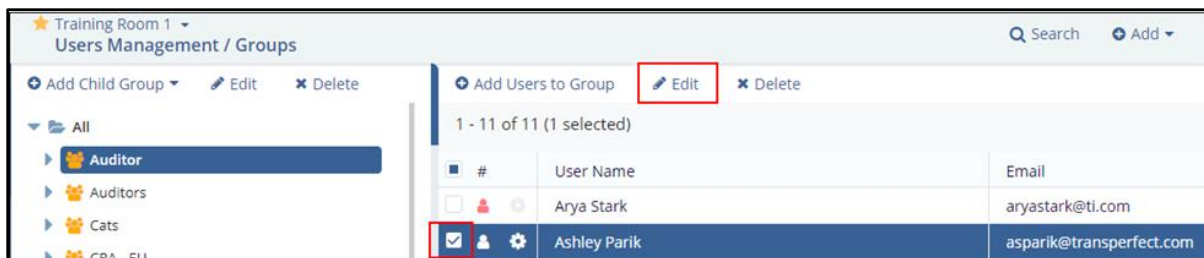 Training Room 1
Users Management / Groups
Search
Add
Add Child Group
Edit
Delete
All
Auditor
Auditors
Cats
CRA - EU
Add Users to Group
Edit
Delete
1 - 11 of 11 (1 selected)
# User Name Email
Arya Stark aryastark@ti.com
Ashley Parik asparik@transperfect.com